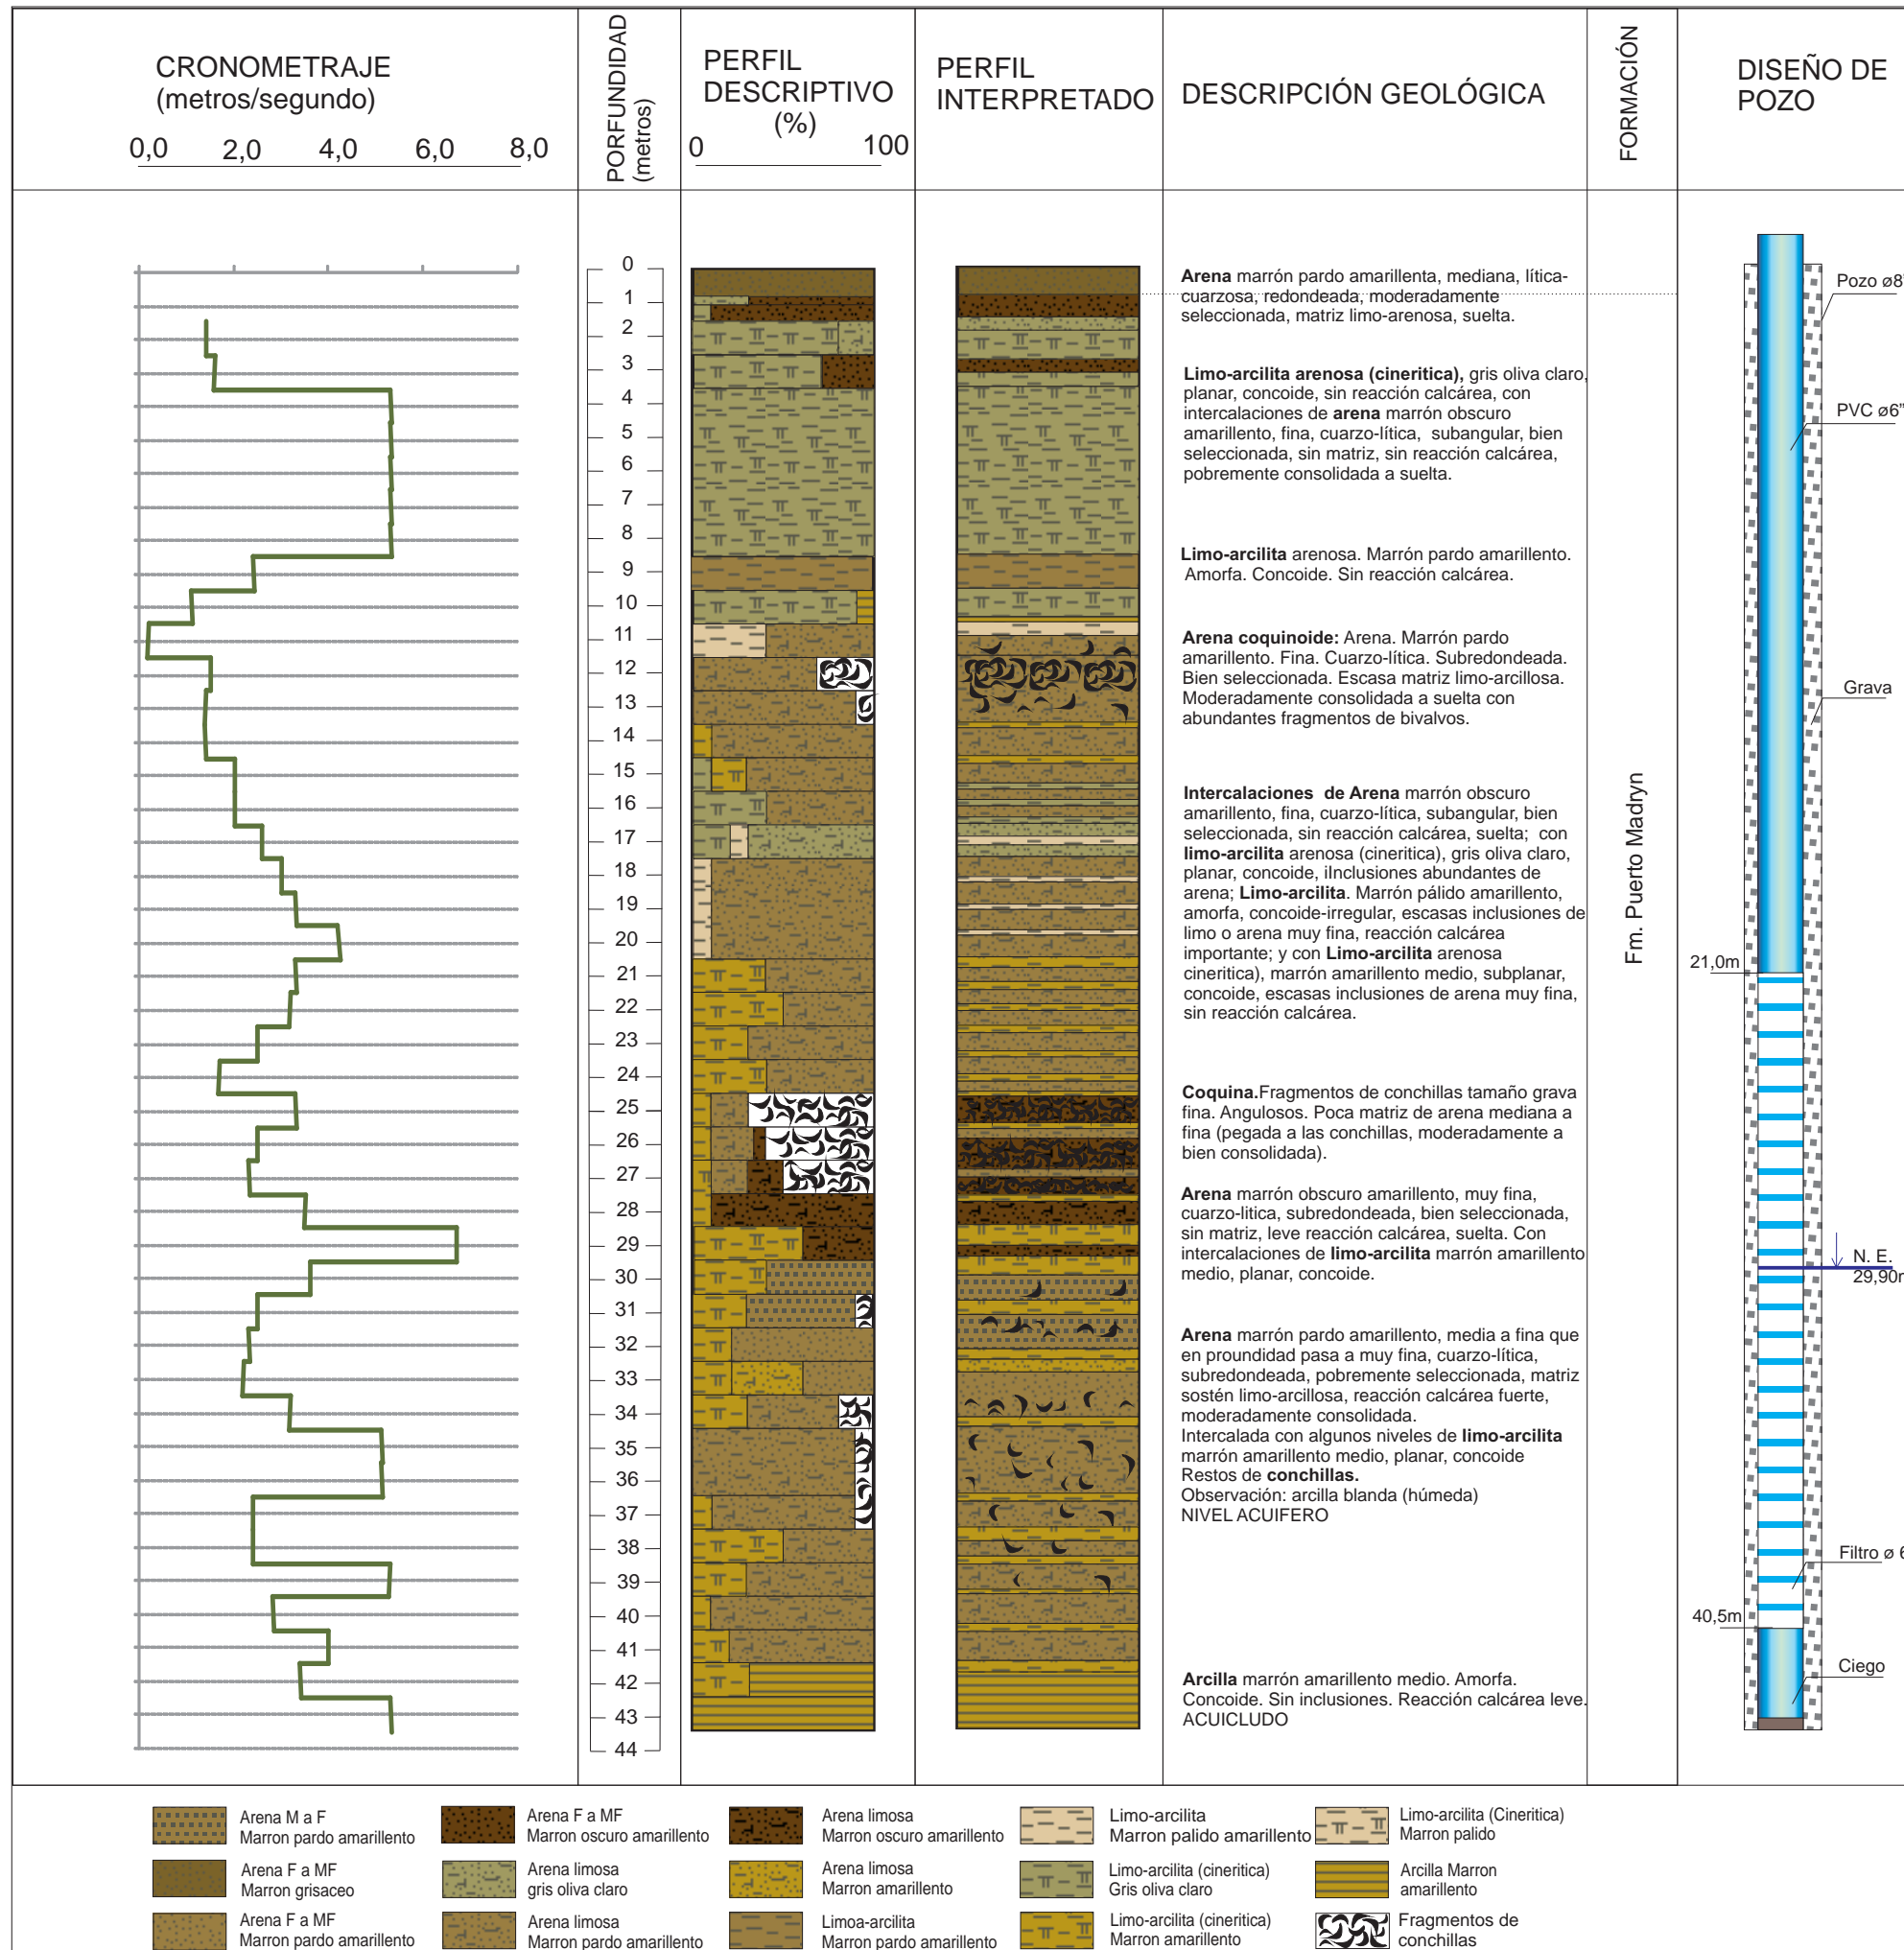 CRONOMETRAJE
(metros/segundo)
0,0 2,0 4,0 6,0 8,0
PORFUNDIDAD
(metros)
PERFIL
DESCRIPTIVO
(%)
0 100
PERFIL
INTERPRETADO
DESCRIPCIÓN GEOLÓGICA
FORMACIÓN
DISEÑO DE
POZO
0
1
2
3
4
5
6
7
8
9
10
11
12
13
14
15
16
17
18
19
20
21
22
23
24
25
26
27
28
29
30
31
32
33
34
35
36
37
38
39
40
41
42
43
44
Arena marrón pardo amarillenta, mediana, lítica-
cuarzosa, redondeada, moderadamente
seleccionada, matriz limo-arenosa, suelta.
Limo-arcilita arenosa (cineritica), gris oliva claro,
planar, concoide, sin reacción calcárea, con
intercalaciones de arena marrón obscuro
amarillento, fina, cuarzo-lítica, subangular, bien
seleccionada, sin matriz, sin reacción calcárea,
pobremente consolidada a suelta.
Limo-arcilita arenosa. Marrón pardo amarillento.
Amorfa. Concoide. Sin reacción calcárea.
Arena coquinoide: Arena. Marrón pardo
amarillento. Fina. Cuarzo-lítica. Subredondeada.
Bien seleccionada. Escasa matriz limo-arcillosa.
Moderadamente consolidada a suelta con
abundantes fragmentos de bivalvos.
Intercalaciones de Arena marrón obscuro
amarillento, fina, cuarzo-lítica, subangular, bien
seleccionada, sin reacción calcárea, suelta; con
limo-arcilita arenosa (cineritica), gris oliva claro,
planar, concoide, iInclusiones abundantes de
arena; Limo-arcilita. Marrón pálido amarillento,
amorfa, concoide-irregular, escasas inclusiones de
limo o arena muy fina, reacción calcárea
importante; y con Limo-arcilita arenosa
cineritica), marrón amarillento medio, subplanar,
concoide, escasas inclusiones de arena muy fina,
sin reacción calcárea.
Coquina.Fragmentos de conchillas tamaño grava
fina. Angulosos. Poca matriz de arena mediana a
fina (pegada a las conchillas, moderadamente a
bien consolidada).
Arena marrón obscuro amarillento, muy fina,
cuarzo-litica, subredondeada, bien seleccionada,
sin matriz, leve reacción calcárea, suelta. Con
intercalaciones de limo-arcilita marrón amarillento
medio, planar, concoide.
Arena marrón pardo amarillento, media a fina que
en proundidad pasa a muy fina, cuarzo-lítica,
subredondeada, pobremente seleccionada, matriz
sostén limo-arcillosa, reacción calcárea fuerte,
moderadamente consolidada.
Intercalada con algunos niveles de limo-arcilita
marrón amarillento medio, planar, concoide
Restos de conchillas.
Observación: arcilla blanda (húmeda)
NIVEL ACUIFERO
Arcilla marrón amarillento medio. Amorfa.
Concoide. Sin inclusiones. Reacción calcárea leve.
ACUICLUDO
Fm. Puerto Madryn
Pozo ø8"
PVC ø6"
Grava
21,0m
N. E.
29,90m
Filtro ø 6
40,5m
Ciego
Arena M a F
Marron pardo amarillento
Arena F a MF
Marron oscuro amarillento
Arena limosa
Marron oscuro amarillento
Limo-arcilita
Marron palido amarillento
Limo-arcilita (Cineritica)
Marron palido
Arena F a MF
Marron grisaceo
Arena limosa
gris oliva claro
Arena limosa
Marron amarillento
Limo-arcilita (cineritica)
Gris oliva claro
Arcilla Marron
amarillento
Arena F a MF
Marron pardo amarillento
Arena limosa
Marron pardo amarillento
Limoa-arcilita
Marron pardo amarillento
Limo-arcilita (cineritica)
Marron amarillento
Fragmentos de
conchillas